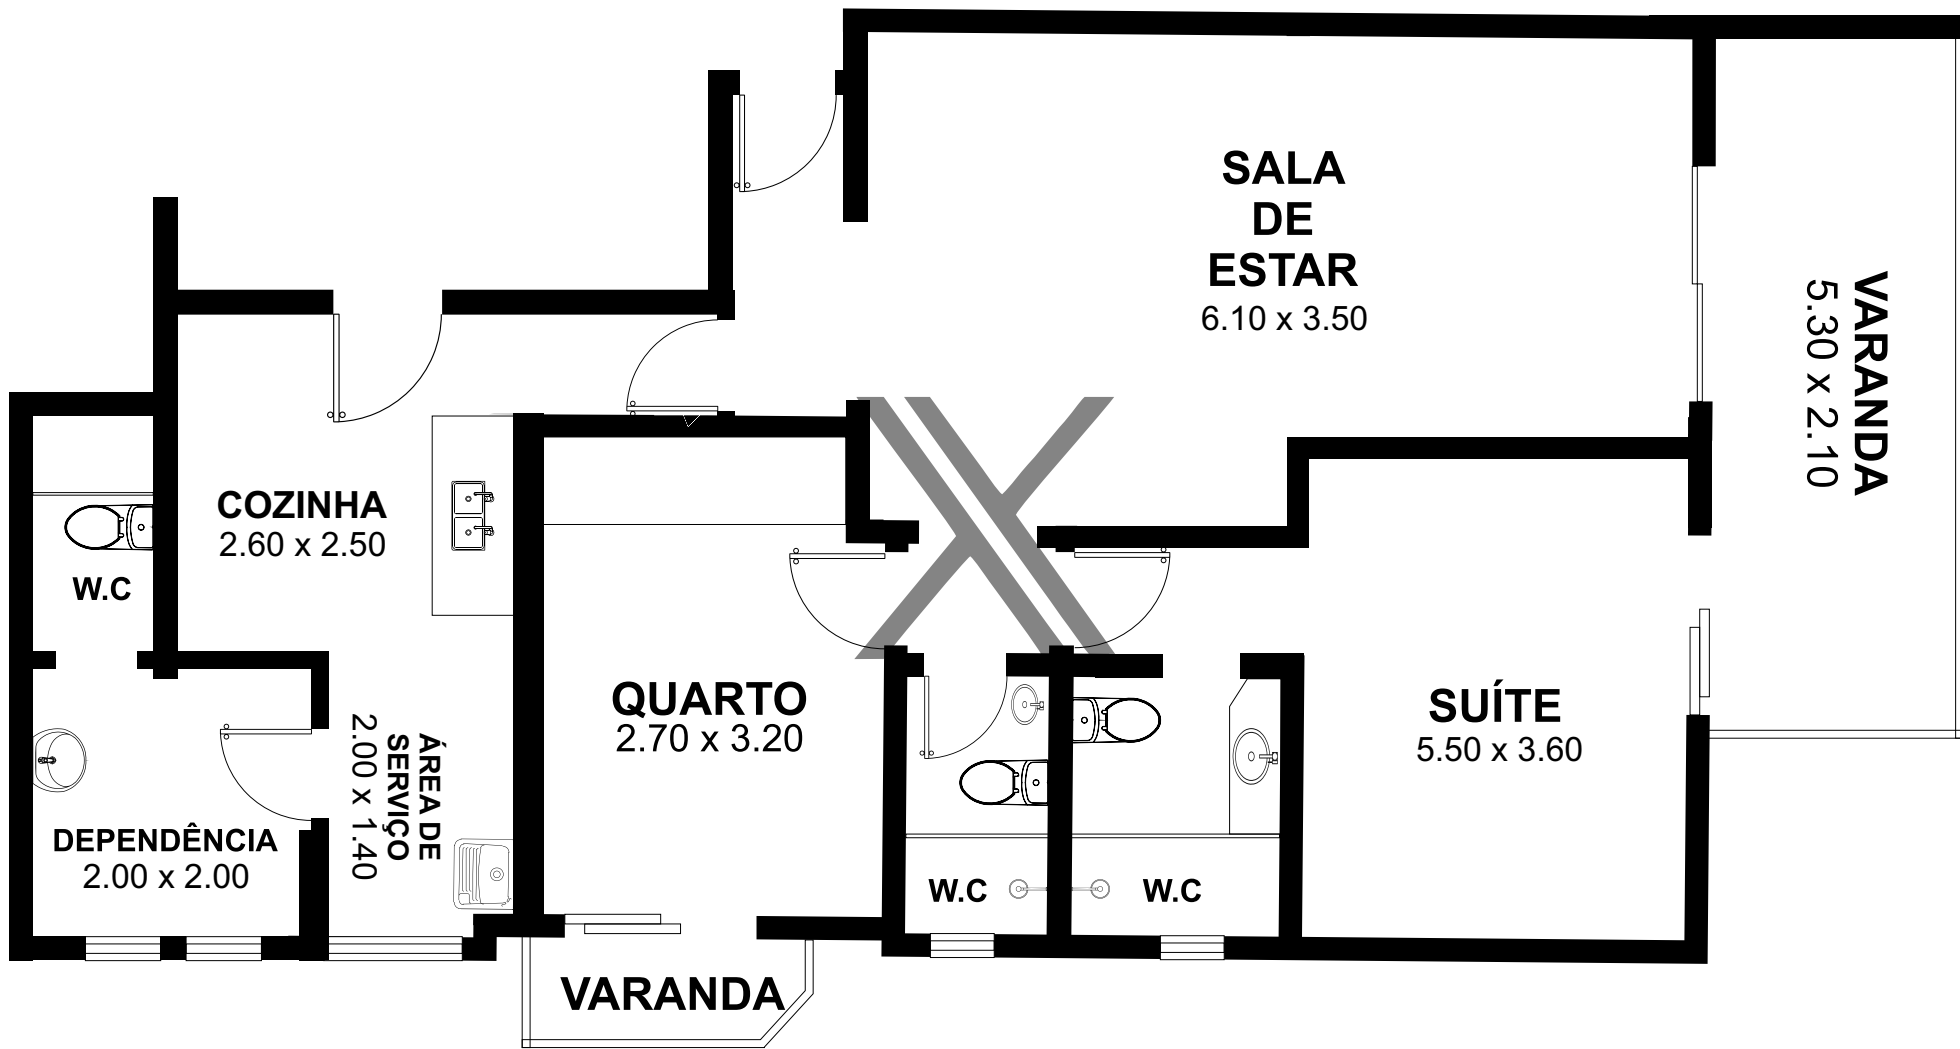 SALA
DE
ESTAR
6.10 x 3.50
VARANDA
5.30 x 2.10
COZINHA
2.60 x 2.50
W.C
QUARTO
2.70 x 3.20
SUÍTE
5.50 x 3.60
ÁREA DE
SERVIÇO
2.00 x 1.40
DEPENDÊNCIA
2.00 x 2.00
W.C
W.C
VARANDA